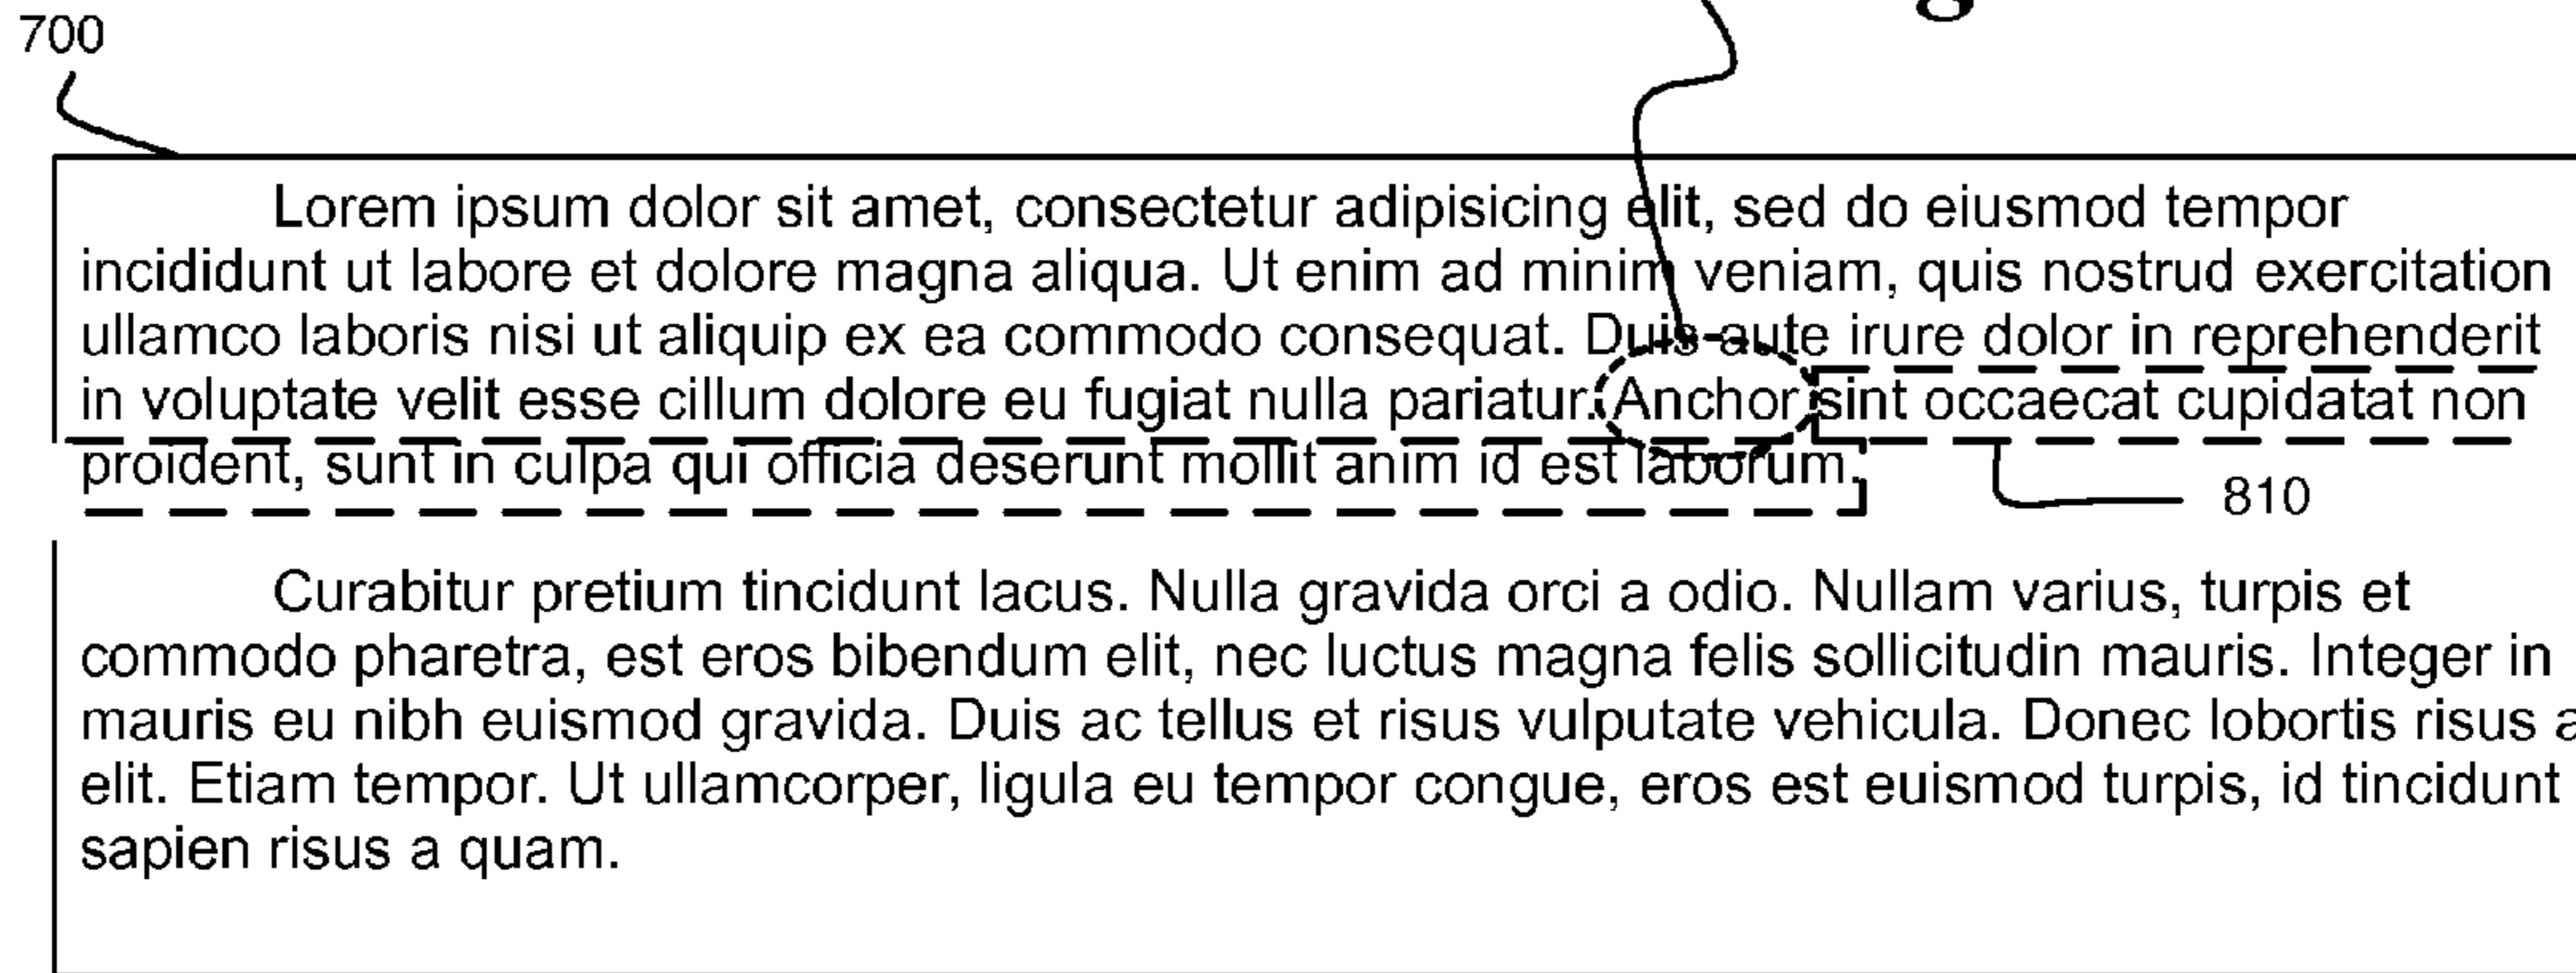 700
Lorem ipsum dolor sit amet, consectetur adipisicing elit, sed do eiusmod tempor
incididunt ut labore et dolore magna aliqua. Ut enim ad minim veniam, quis nostrud exercitation
ullamco laboris nisi ut aliquip ex ea commodo consequat. Duis aute irure dolor in reprehenderit
in voluptate velit esse cillum dolore eu fugiat nulla pariatur. Anchor sint occaecat cupidatat non
proident, sunt in culpa qui officia deserunt mollit anim id est laborum.
810
Curabitur pretium tincidunt lacus. Nulla gravida orci a odio. Nullam varius, turpis et
commodo pharetra, est eros bibendum elit, nec luctus magna felis sollicitudin mauris. Integer in
mauris eu nibh euismod gravida. Duis ac tellus et risus vulputate vehicula. Donec lobortis risus a
elit. Etiam tempor. Ut ullamcorper, ligula eu tempor congue, eros est euismod turpis, id tincidunt
sapien risus a quam.